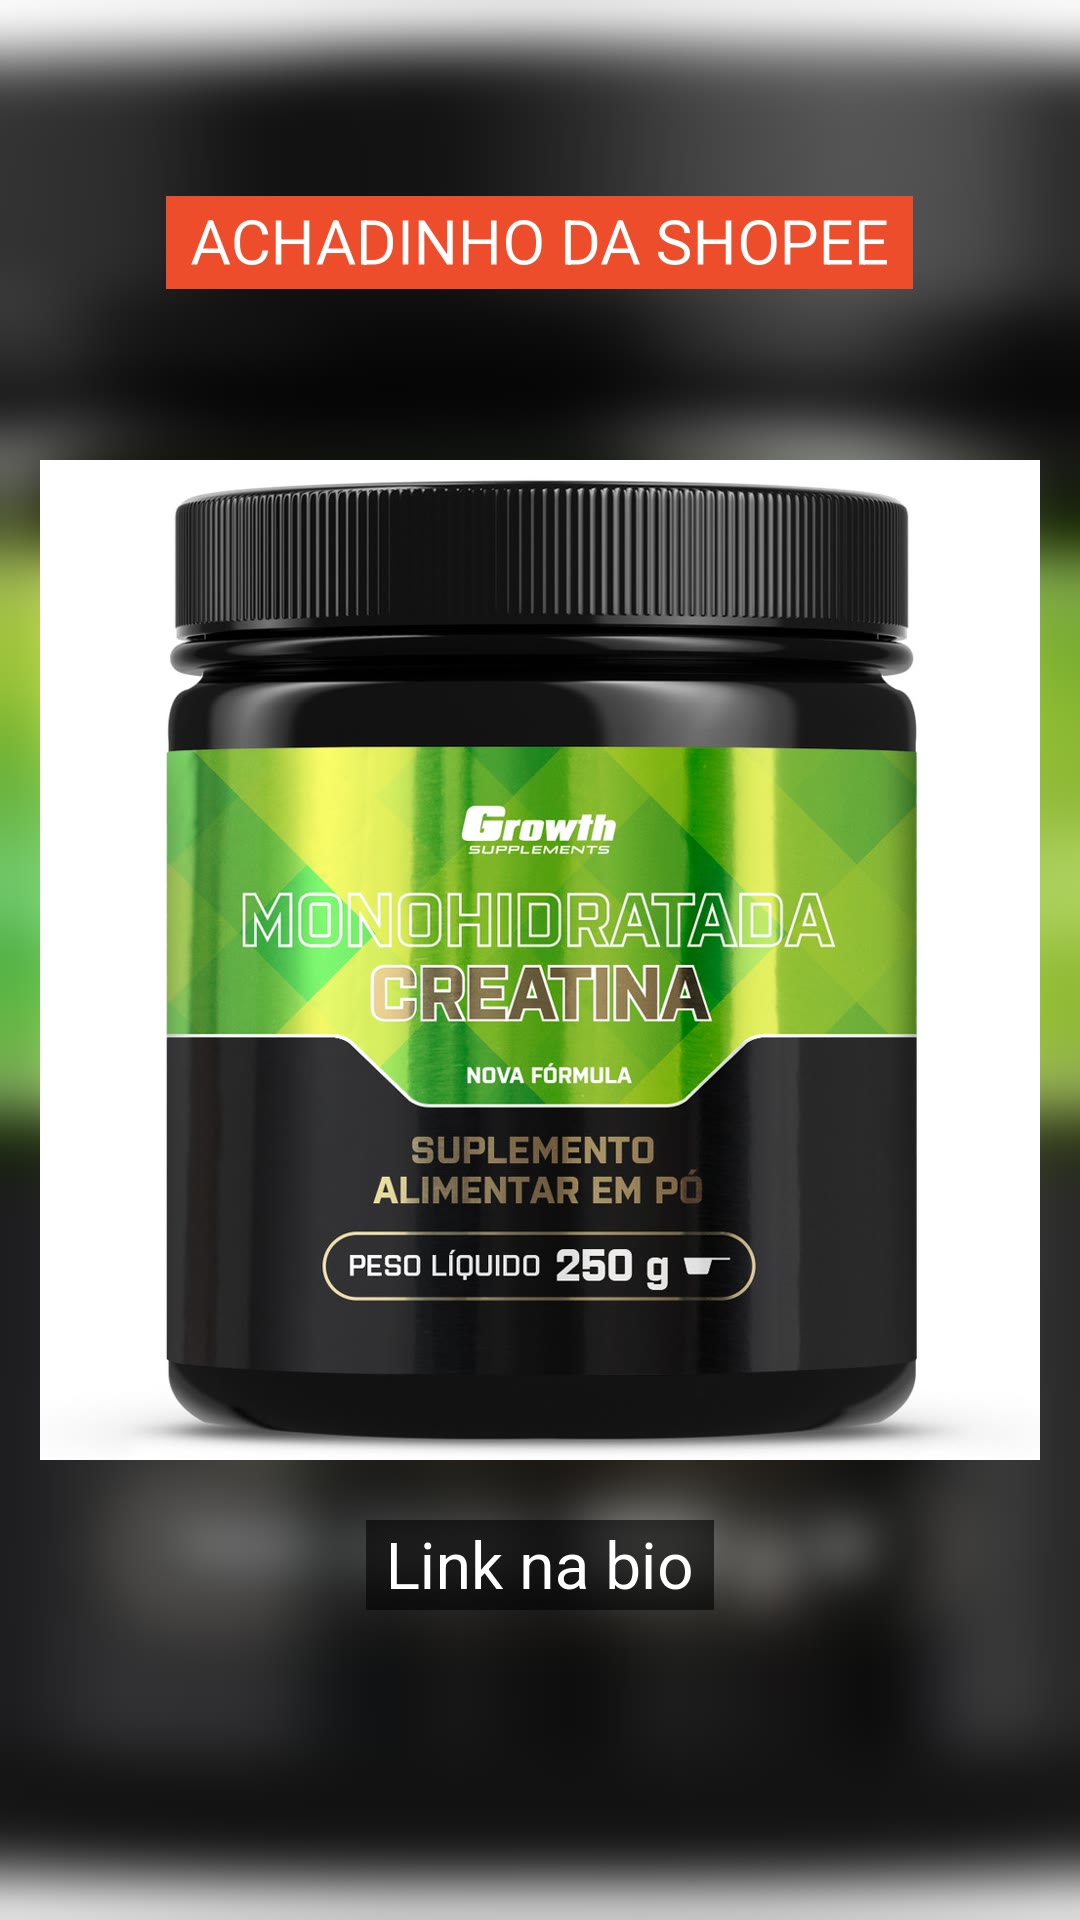 ACHADINHO DA SHOPEE
Growth
SUPPLEMENTS
MONOHIDRATADA
CREATINA
NOVA FÓRMULA
SUPLEMENTO
ALIMENTAR EM PÓ
PESO LÍQUIDO 250 g
Link na bio